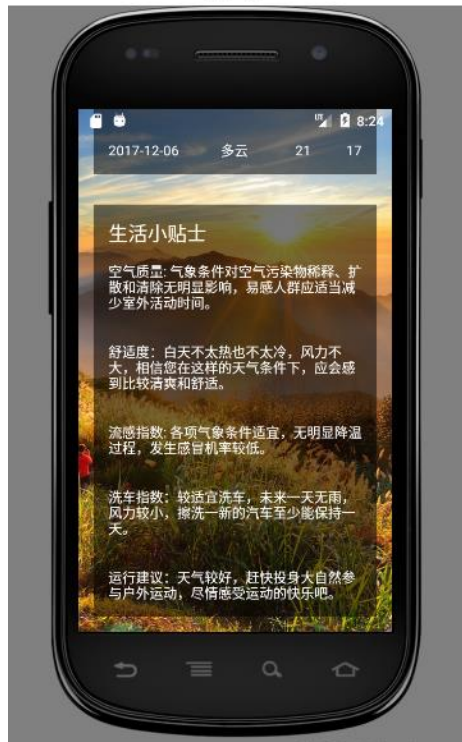 LTE 8:24
2017-12-06 多云 21 17
生活小贴士
空气质量: 气象条件对空气污染物稀释、扩
散和清除无明显影响，易感人群应适当减
少室外活动时间。
舒适度：白天不太热也不太冷，风力不
大，相信您在这样的天气条件下，应会感
到比较清爽和舒适。
流感指数: 各项气象条件适宜，无明显降温
过程，发生感冒机率较低。
洗车指数：较适宜洗车，未来一天无雨，
风力较小，擦洗一新的汽车至少能保持一
天。
运行建议：天气较好，赶快投身大自然参
与户外运动，尽情感受运动的快乐吧。